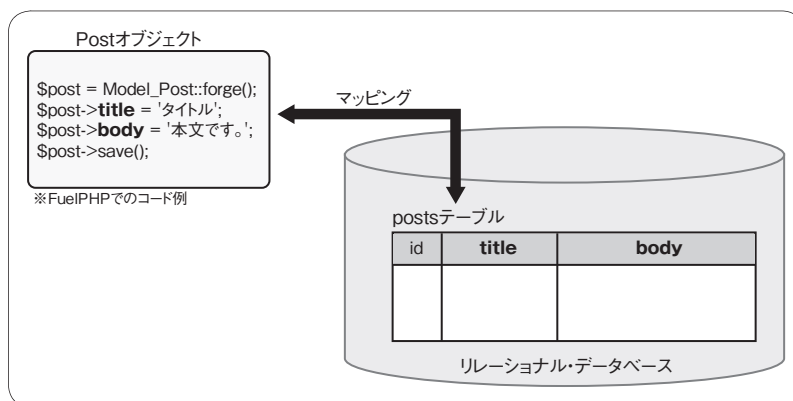 Postオブジェクト
$post = Model_Post::forge();
$post->title = 'タイトル';
$post->body = '本文です。';
$post->save();
※FuelPHPでのコード例
マッピング
postsテーブル
id title body
リレーショナル・データベース